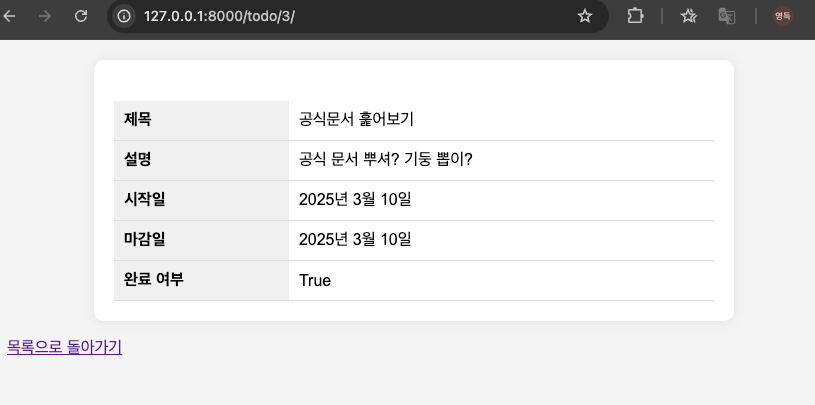 127.0.0.1:8000/todo/3/
영득
제목 공식문서 훑어보기
설명 공식 문서 뿌셔? 기둥 뽑이?
시작일 2025년 3월 10일
마감일 2025년 3월 10일
완료 여부 True
목록으로 돌아가기